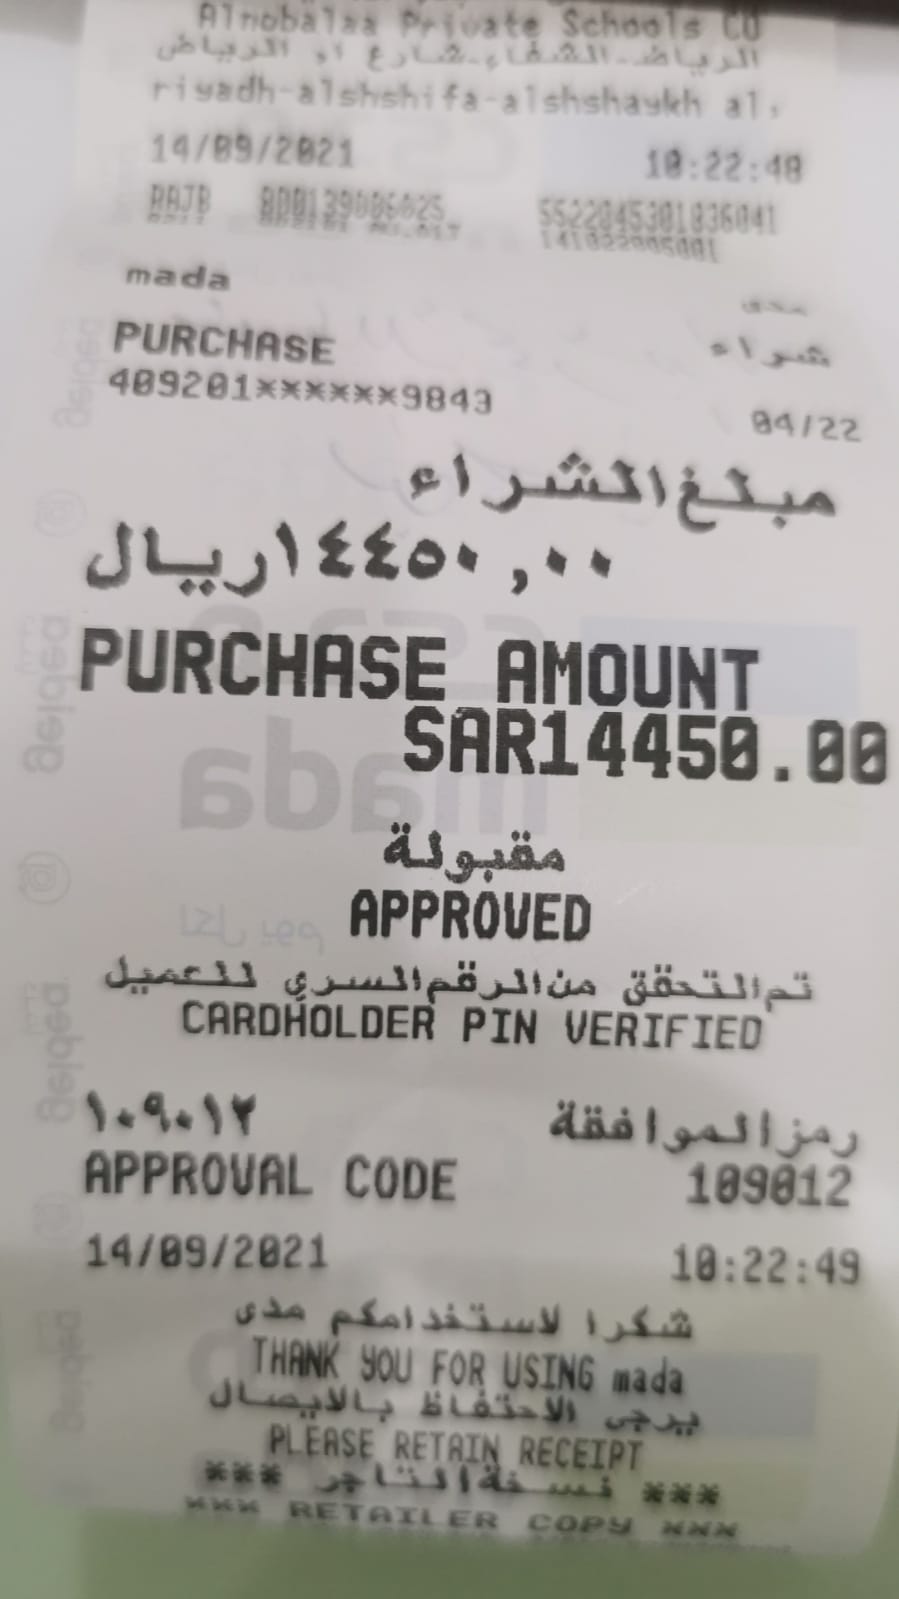 Alnobalaa Private Schools CO
الرياض-الشفاء-شارع او الرياض
riyadh-alshshifa-alshshaykh al,
14/09/2021 10:22:48
RAJB
mada مدى
PURCHASE شراء
409201******9843 04/22
مبلغ الشراء
١٤٤٥٠,٠٠ ريال
PURCHASE AMOUNT
SAR14450.00
مقبولة
APPROVED
تم التحقق من الرقم السري للعميل
CARDHOLDER PIN VERIFIED
رمز الموافقة ١٠٩٠١٢
APPROVAL CODE 109012
14/09/2021 10:22:49
شكرا لاستخدامكم مدى
THANK YOU FOR USING mada
يرجى الاحتفاظ بالايصال
PLEASE RETAIN RECEIPT
*** نسخة التاجر ***
*** RETAILER COPY ***